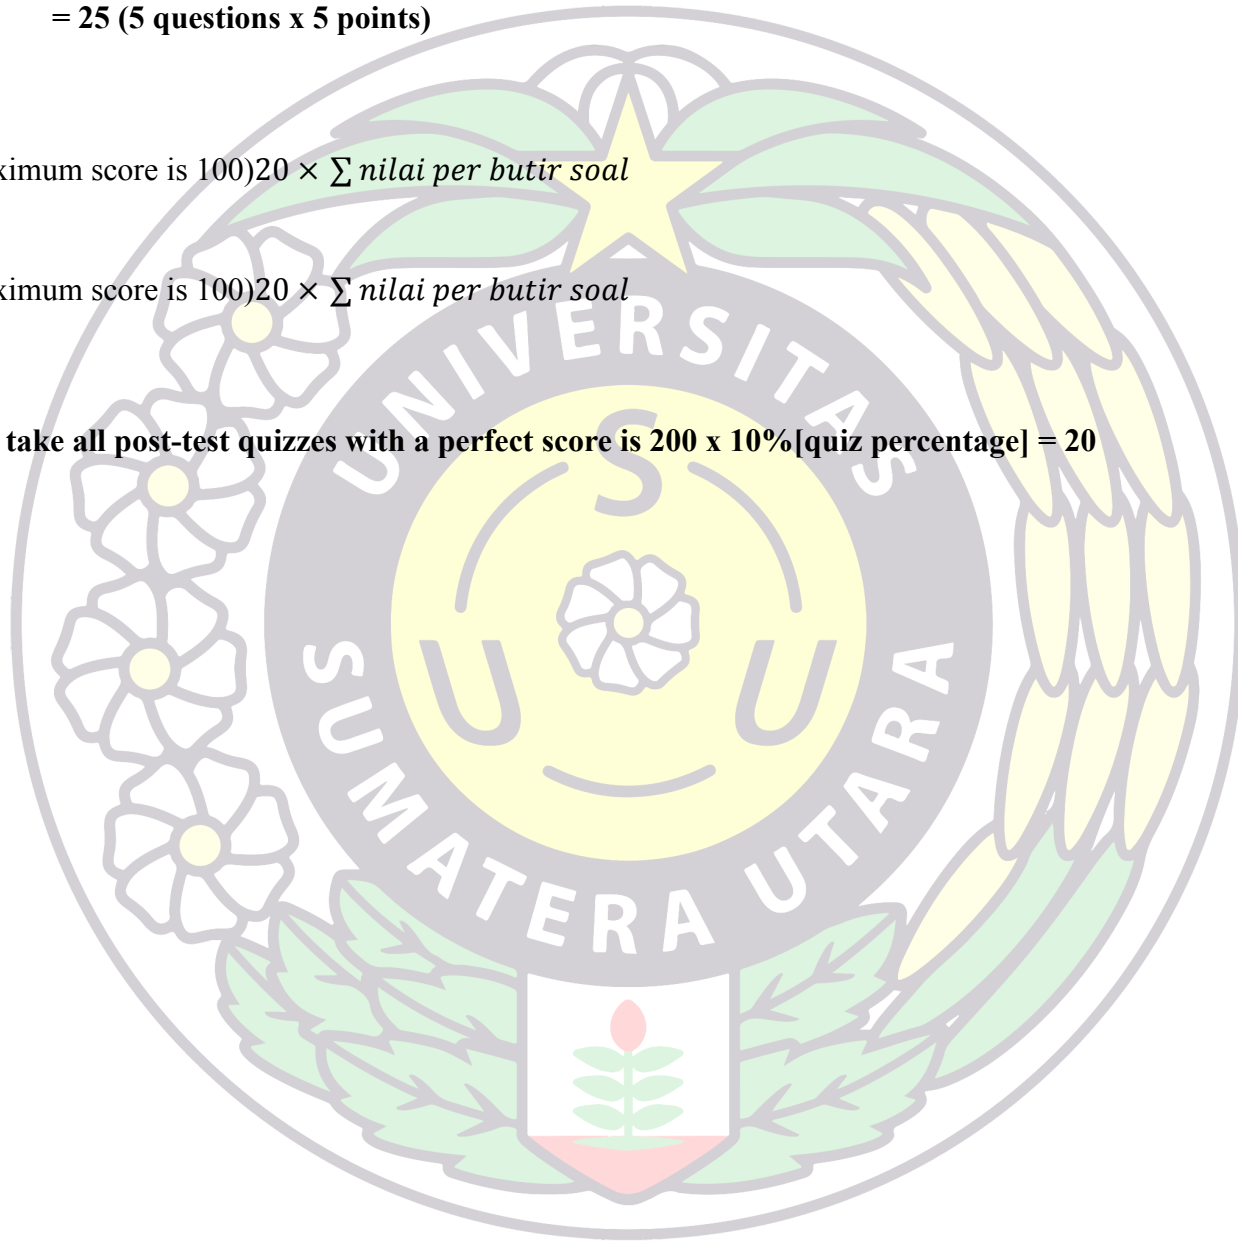 = 25 (5 questions x 5 points)
ximum score is 100)20 × ∑ nilai per butir soal
ximum score is 100)20 × ∑ nilai per butir soal
take all post-test quizzes with a perfect score is 200 x 10%[quiz percentage] = 20
UNIVERSITAS
SUMATERA UTARA
S
U U